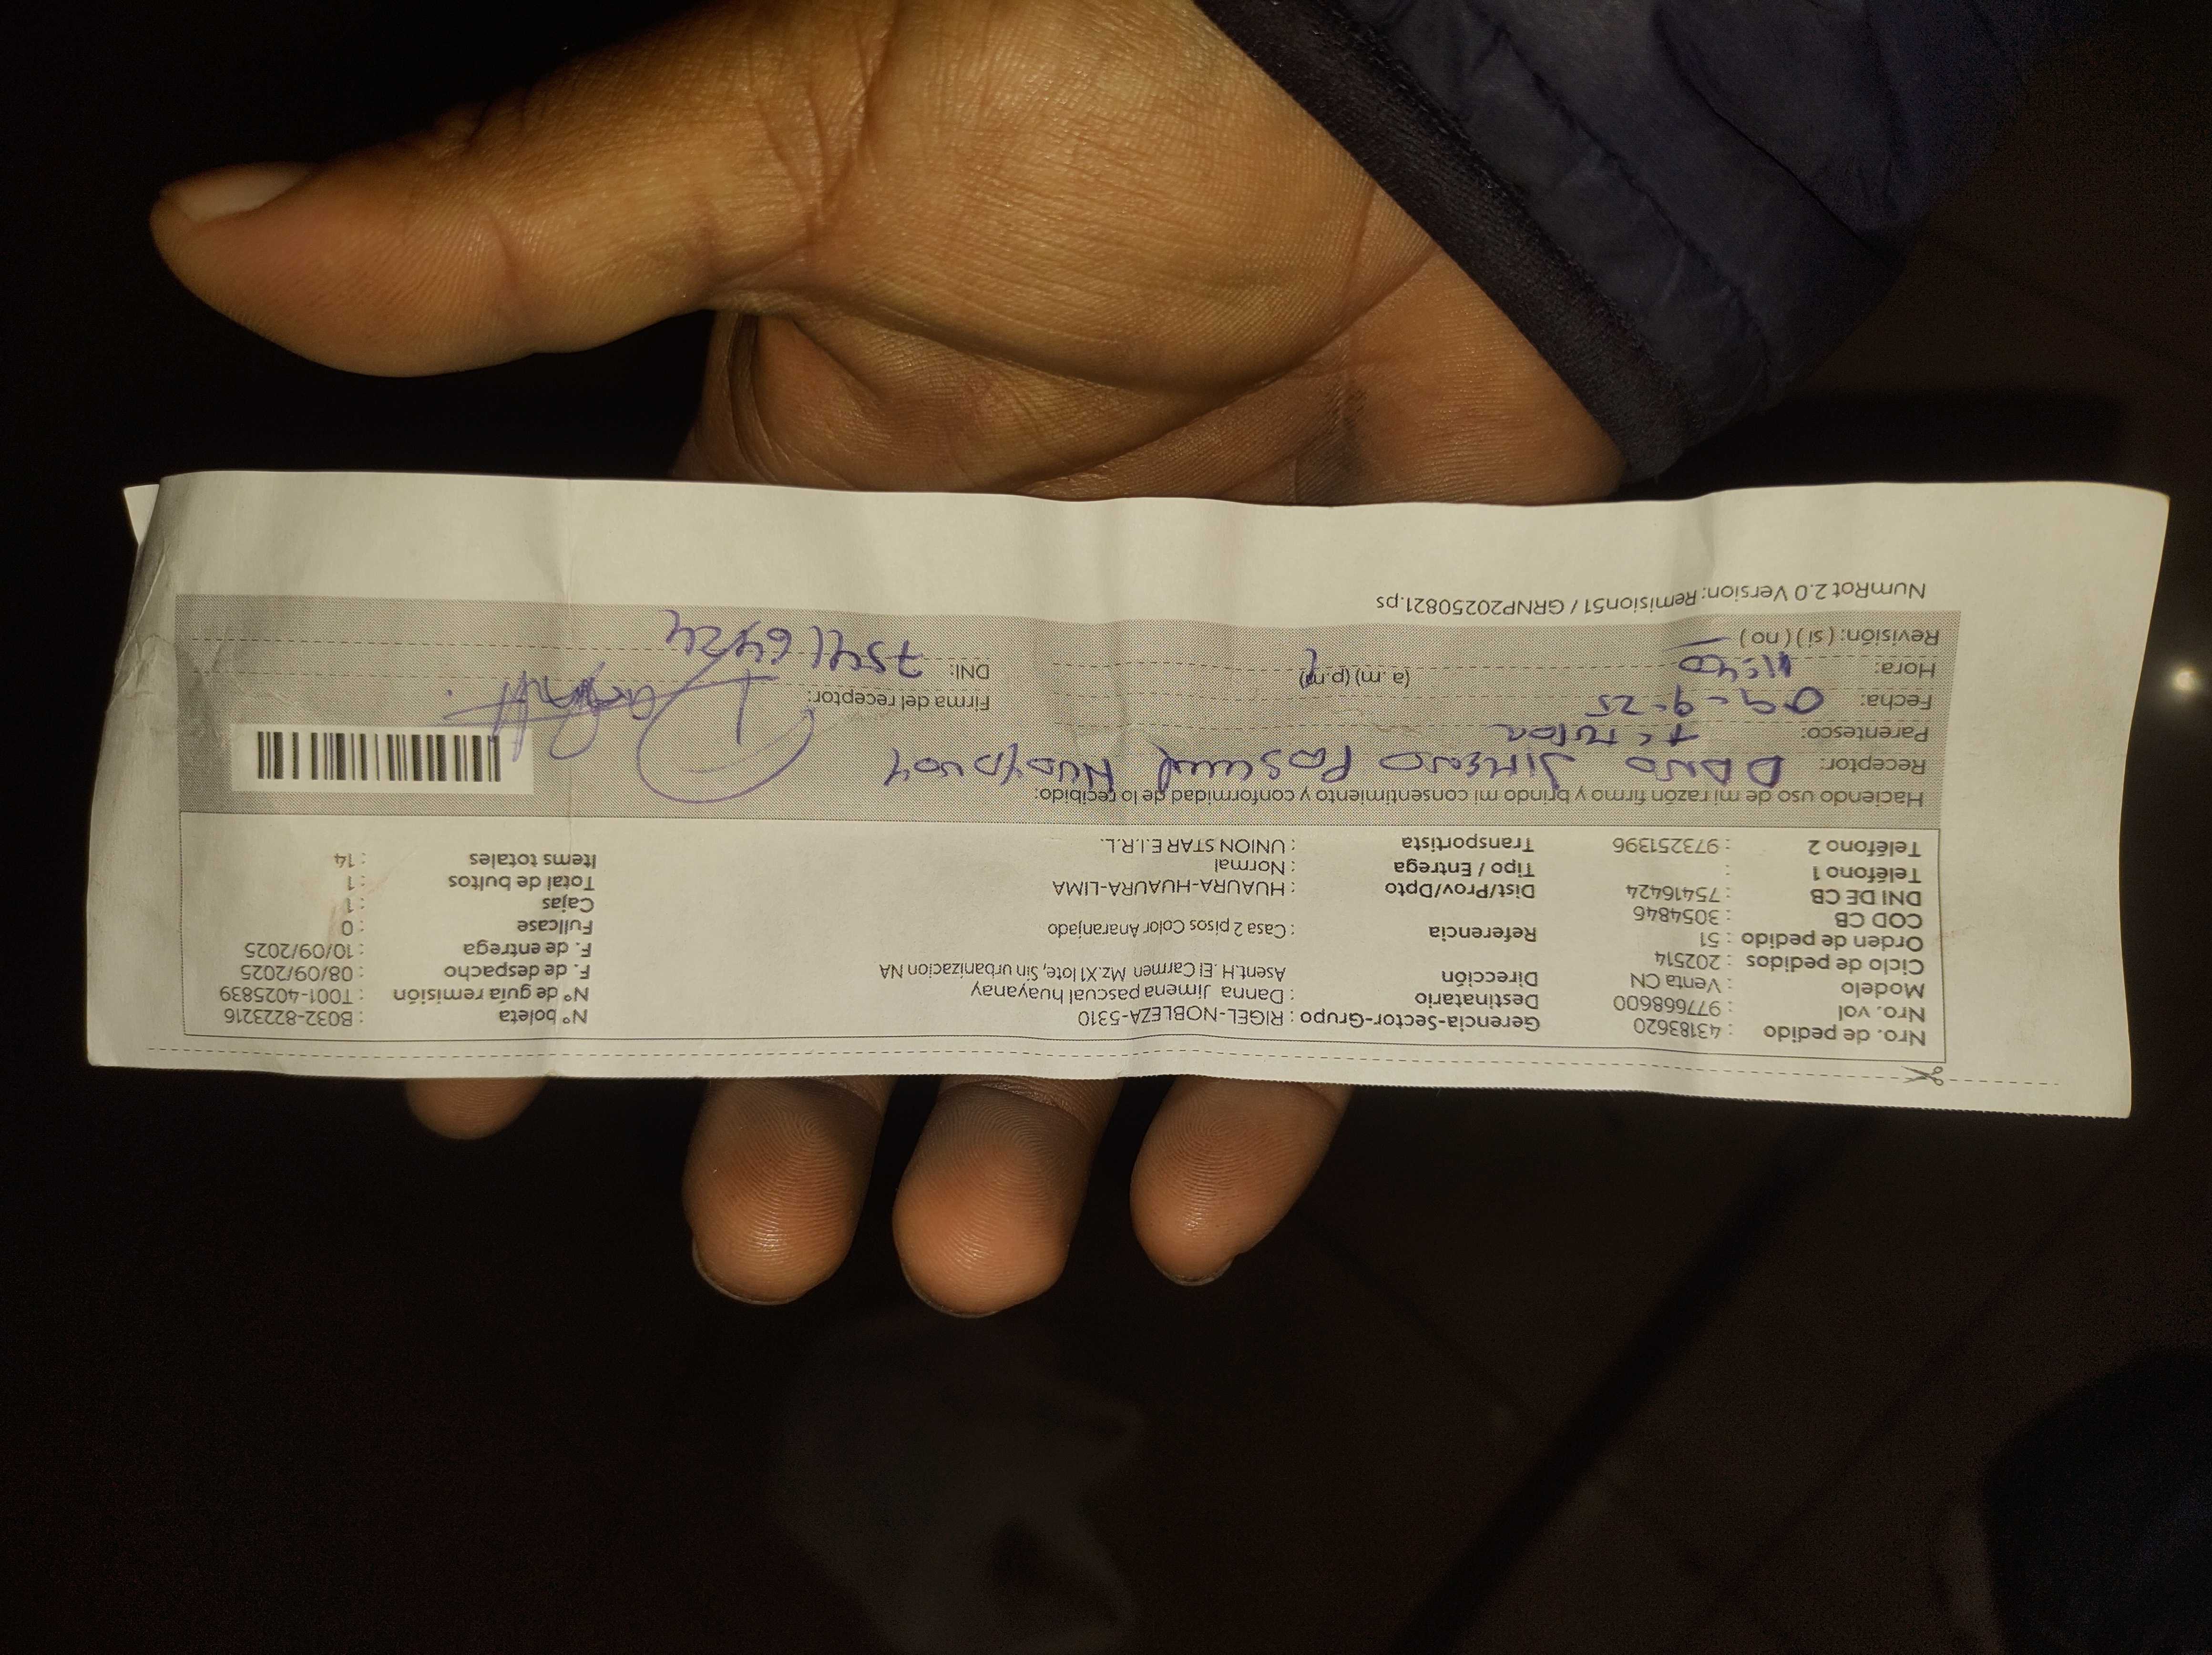 Nro. de pedido : 43183620 Gerencia-Sector-Grupo : RIGEL-NOBLEZA-5310 N° boleta : B032-8223216
Nro. vol : 977668600 Destinatario : Danna Jimena pascual huayanay N° de guía remisión : T001-4025839
Modelo : Venta CN Dirección Asent.H. El Carmen Mz.X1 lote, Sin urbanizacion NA F. de despacho : 08/09/2025
Ciclo de pedidos : 202514 F. de entrega : 10/09/2025
Orden de pedido : 51 Referencia : Casa 2 pisos Color Anaranjado Fullcase : 0
COD CB : 3054846 Cajas : 1
DNI DE CB : 75416424 Dist/Prov/Dpto : HUAURA-HUAURA-LIMA Total de bultos : 1
Teléfono 1 : Tipo / Entrega : Normal Items totales : 14
Teléfono 2 : 973251396 Transportista : UNION STAR E.I.R.L.
Haciendo uso de mi razón firmo y brindo mi consentimiento y conformidad de lo recibido:
Receptor: Pascual
Parentesco:
Fecha: 09-9-25 Firma del receptor:
Hora: 11:40 (a.m) (p.m) DNI: 75416424
Revisión: (si) (no)
NumRot 2.0 Version: Remision51 / GRNP20250821.ps